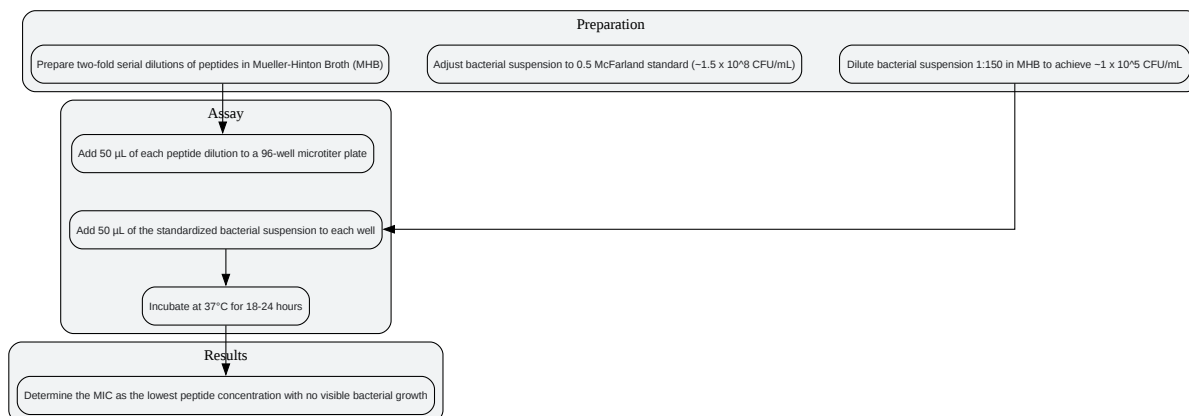 Preparation
Prepare two-fold serial dilutions of peptides in Mueller-Hinton Broth (MHB)
Adjust bacterial suspension to 0.5 McFarland standard (~1.5 x 10^8 CFU/mL)
Dilute bacterial suspension 1:150 in MHB to achieve ~1 x 10^5 CFU/mL
Assay
Add 50 µL of each peptide dilution to a 96-well microtiter plate
Add 50 µL of the standardized bacterial suspension to each well
Incubate at 37°C for 18-24 hours
Results
Determine the MIC as the lowest peptide concentration with no visible bacterial growth